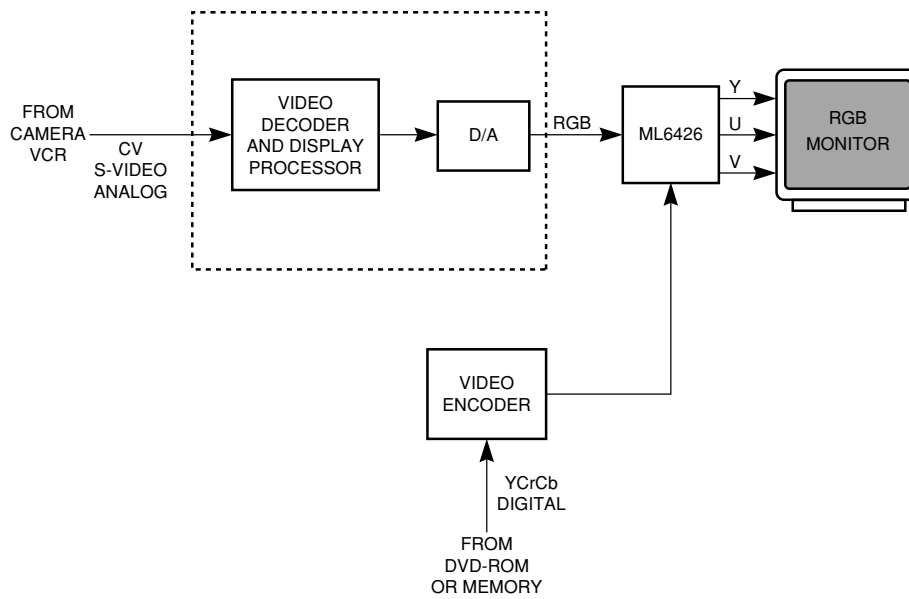 FROM
CAMERA
VCR
CV
S-VIDEO
ANALOG
VIDEO
DECODER
AND DISPLAY
PROCESSOR
D/A
RGB
ML6426
Y
U
V
RGB
MONITOR
VIDEO
ENCODER
YCrCb
DIGITAL
FROM
DVD-ROM
OR MEMORY